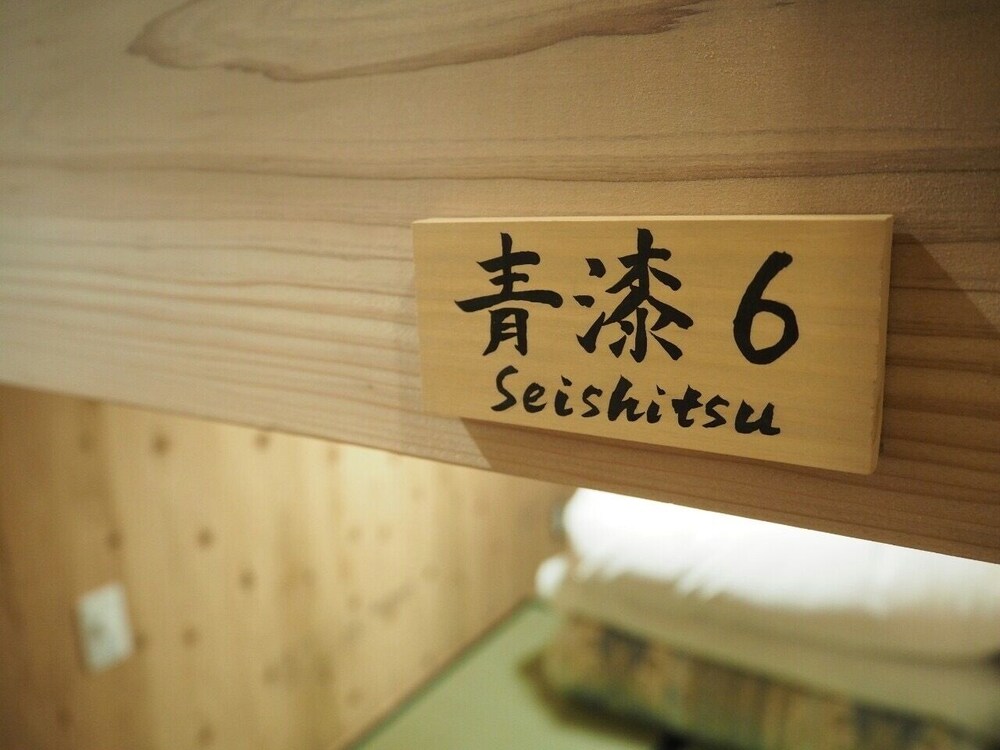 青漆 6
Seishitsu